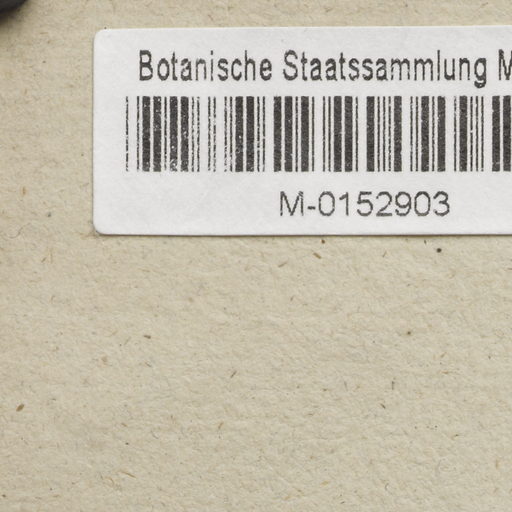 Botanische Staatssammlung M
M-0152903